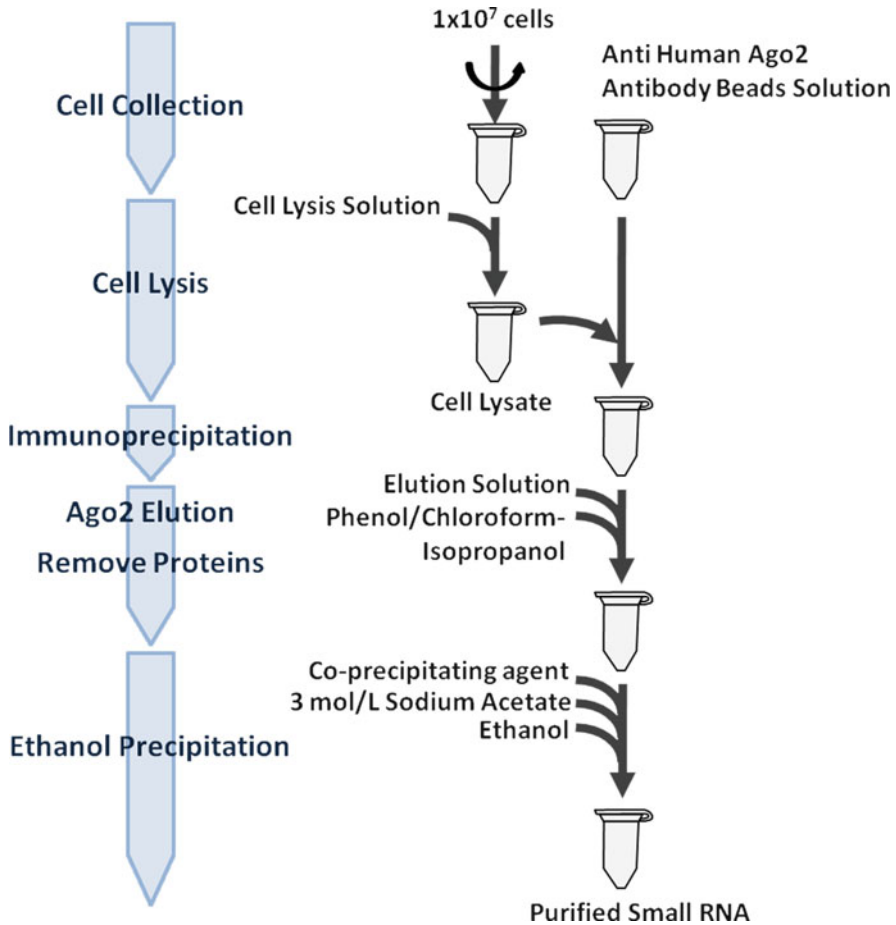 1x10⁷ cells
Anti Human Ago2
Antibody Beads Solution
Cell Collection
Cell Lysis Solution
Cell Lysis
Cell Lysate
Immunoprecipitation
Elution Solution
Phenol/Chloroform-
Isopropanol
Ago2 Elution
Remove Proteins
Co-precipitating agent
3 mol/L Sodium Acetate
Ethanol
Ethanol Precipitation
Purified Small RNA